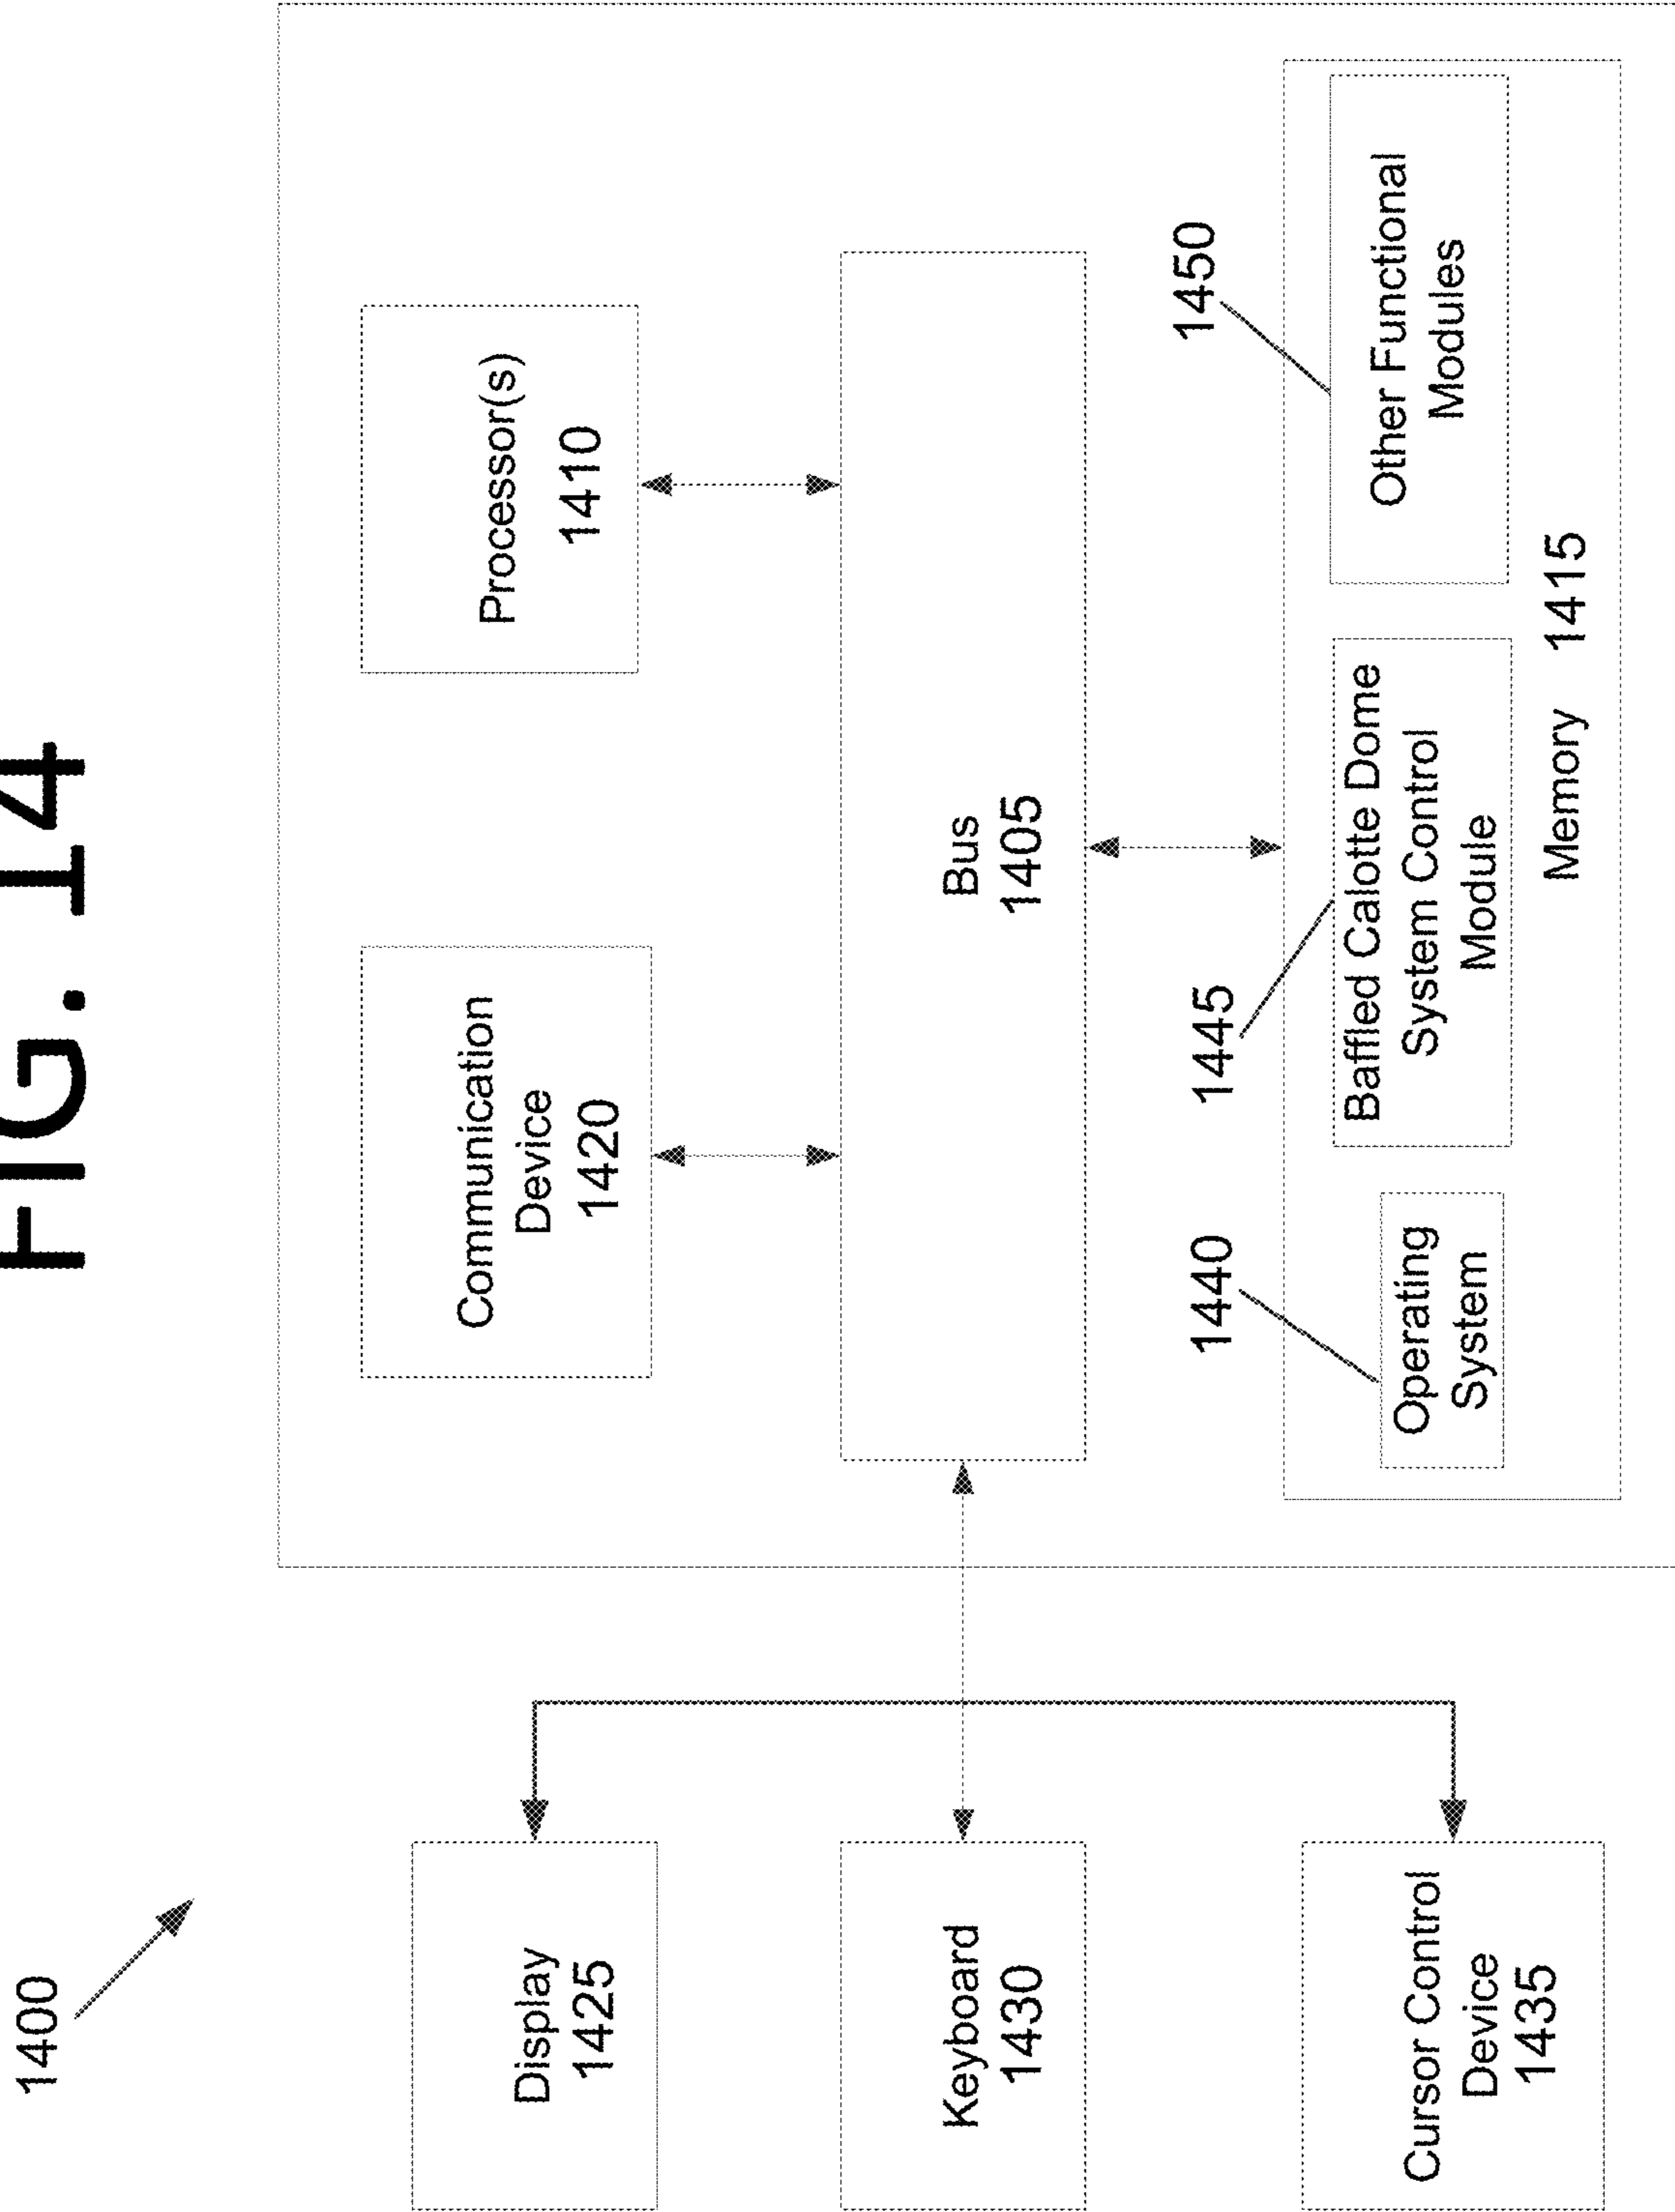 FIG. 14
1400
Display
1425
Keyboard
1430
Cursor Control
Device
1435
Communication
Device
1420
Processor(s)
1410
Bus
1405
1440
1445
1450
Operating
System
Baffled Calotte Dome
System Control
Module
Other Functional
Modules
Memory 1415